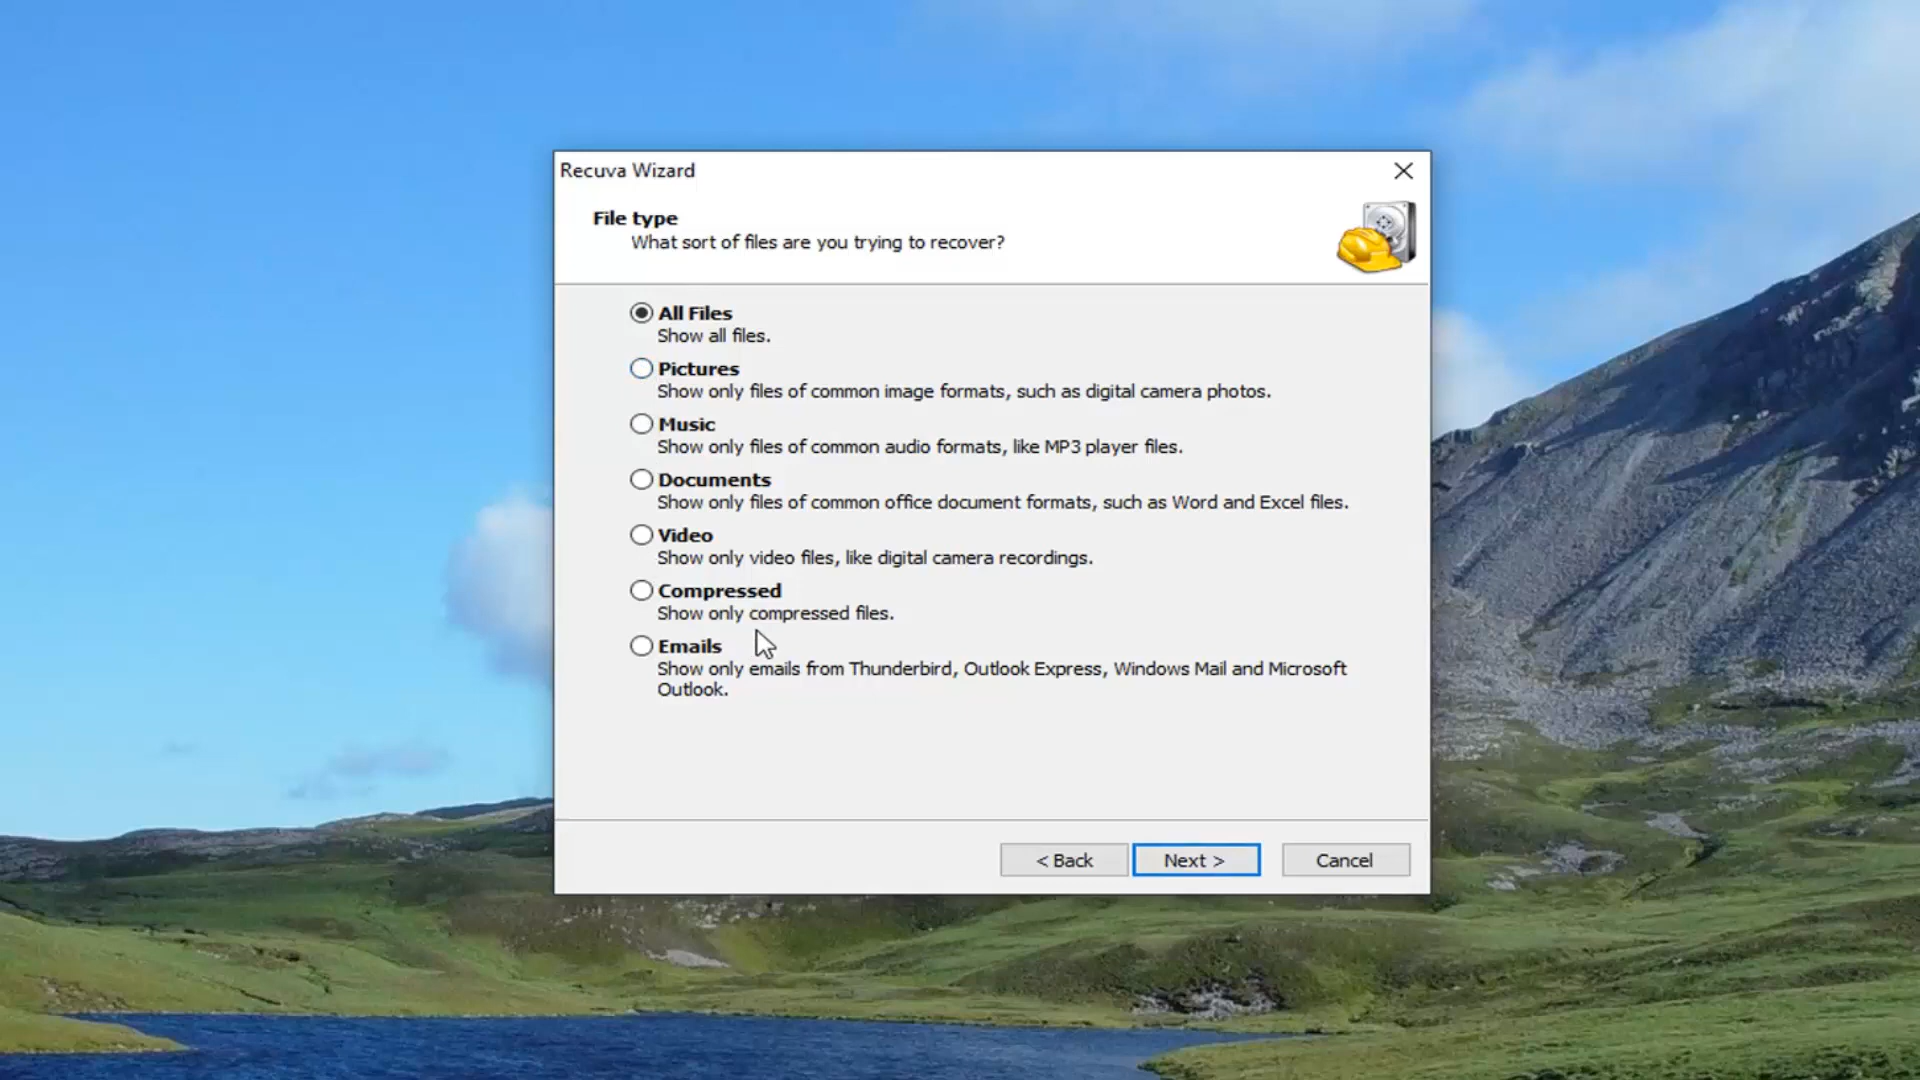 Recuva Wizard
File type
What sort of files are you trying to recover?
All Files
Show all files.
Pictures
Show only files of common image formats, such as digital camera photos.
Music
Show only files of common audio formats, like MP3 player files.
Documents
Show only files of common office document formats, such as Word and Excel files.
Video
Show only video files, like digital camera recordings.
Compressed
Show only compressed files.
Emails
Show only emails from Thunderbird, Outlook Express, Windows Mail and Microsoft
Outlook.
< Back Next > Cancel